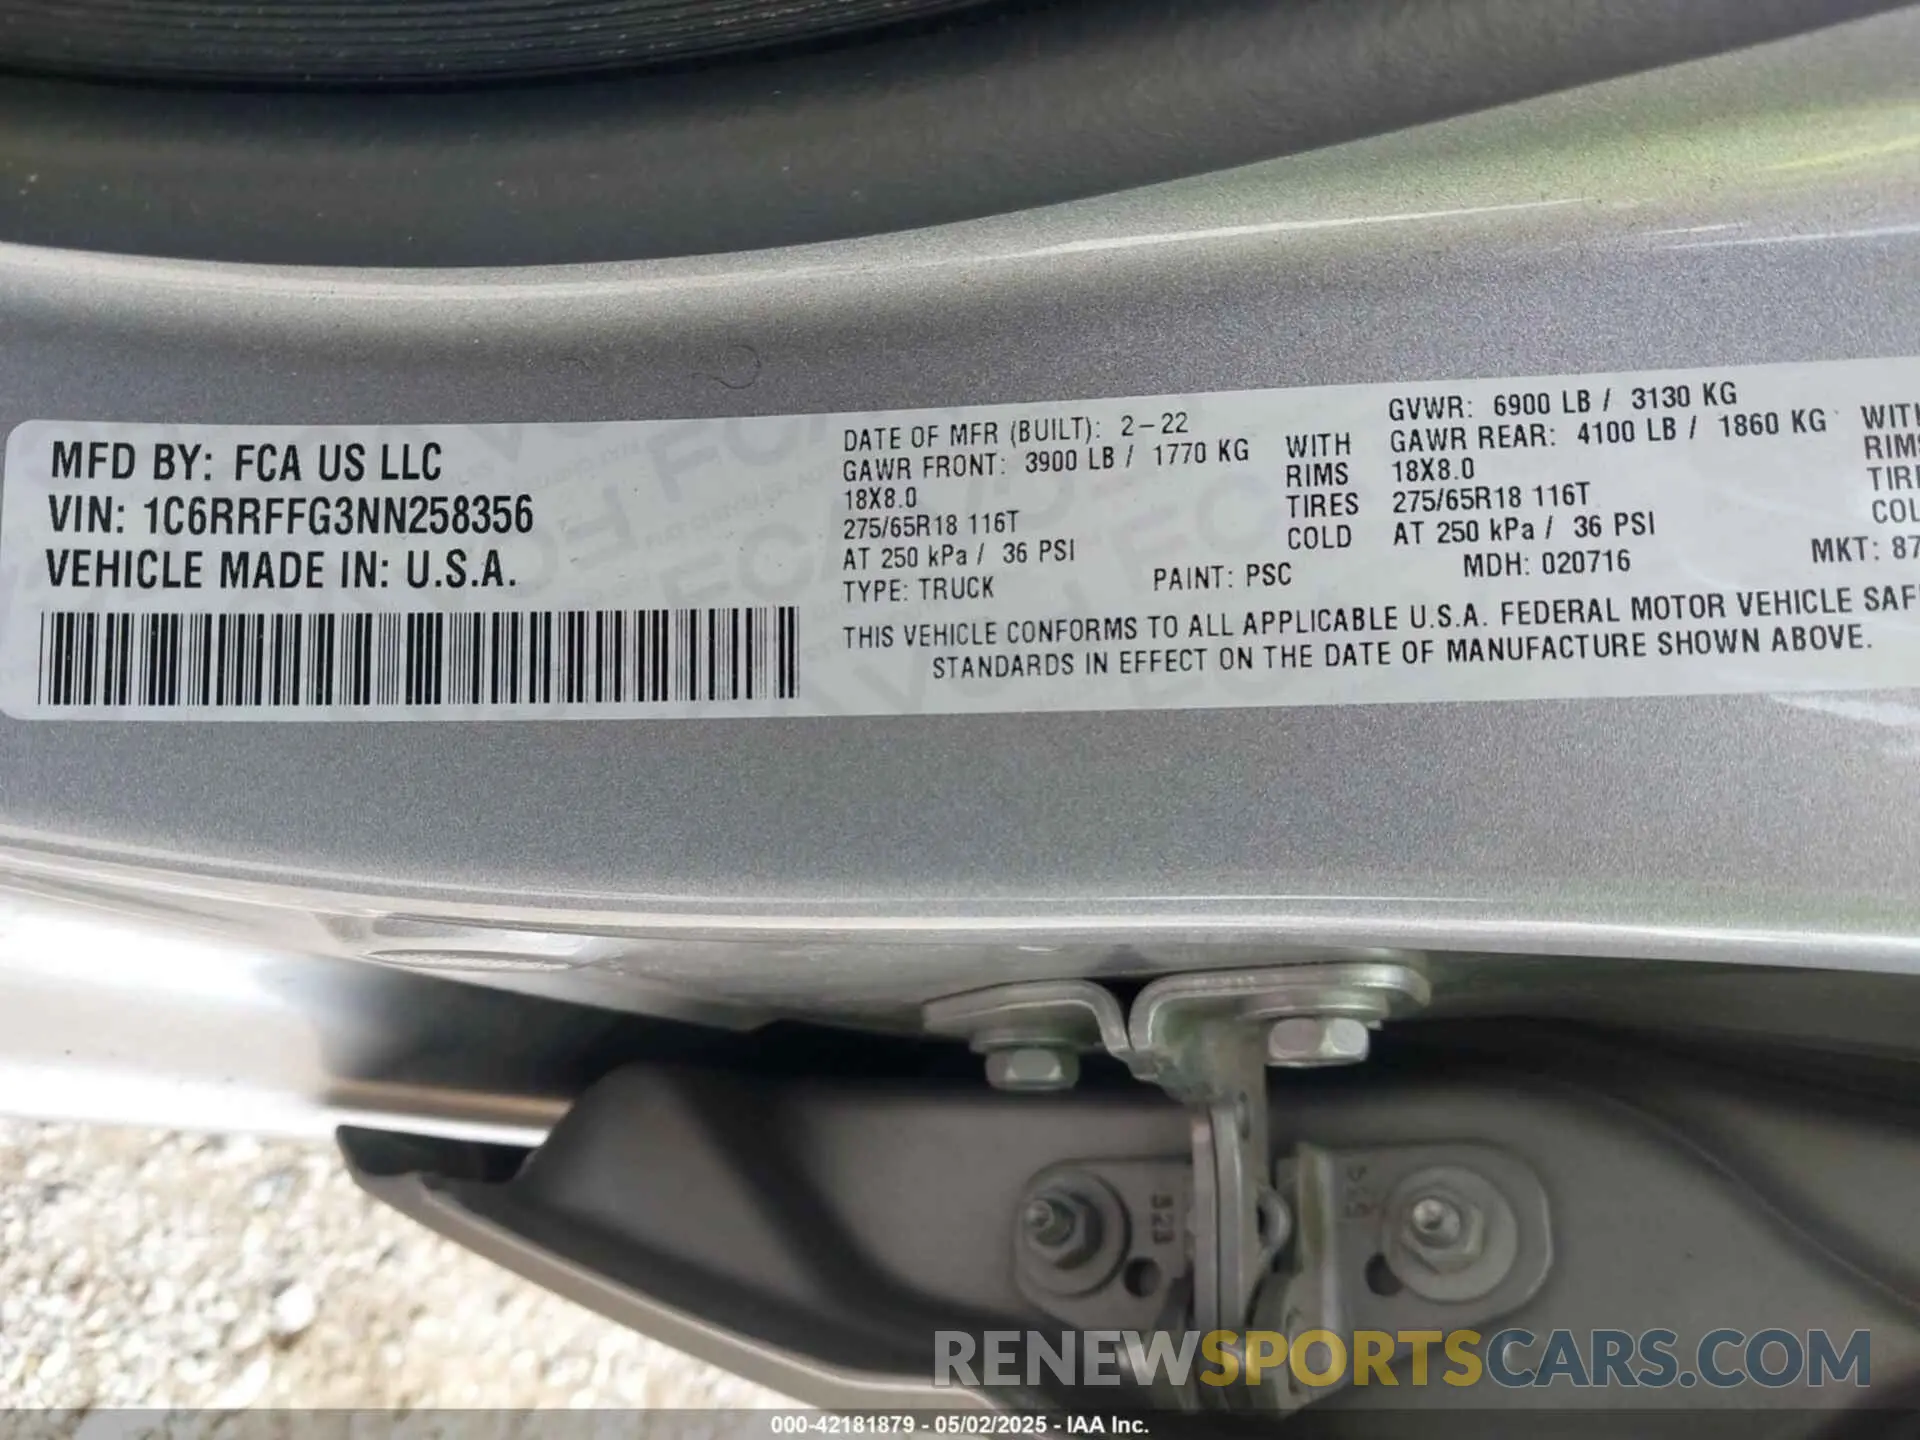 MFD BY: FCA US LLC
VIN: 1C6RRFFG3NN258356
VEHICLE MADE IN: U.S.A.
DATE OF MFR (BUILT): 2-22
GAWR FRONT: 3900 LB / 1770 KG WITH
18X8.0 RIMS
275/65R18 116T TIRES
AT 250 kPa / 36 PSI COLD
GVWR: 6900 LB / 3130 KG
GAWR REAR: 4100 LB / 1860 KG WITH
18X8.0
275/65R18 116T
AT 250 kPa / 36 PSI
TYPE: TRUCK PAINT: PSC MDH: 020716 MKT: 87
THIS VEHICLE CONFORMS TO ALL APPLICABLE U.S.A. FEDERAL MOTOR VEHICLE SAF
STANDARDS IN EFFECT ON THE DATE OF MANUFACTURE SHOWN ABOVE.
823
RENEWSPORTSCARS.COM
000-42181879 - 05/02/2025 - IAA Inc.